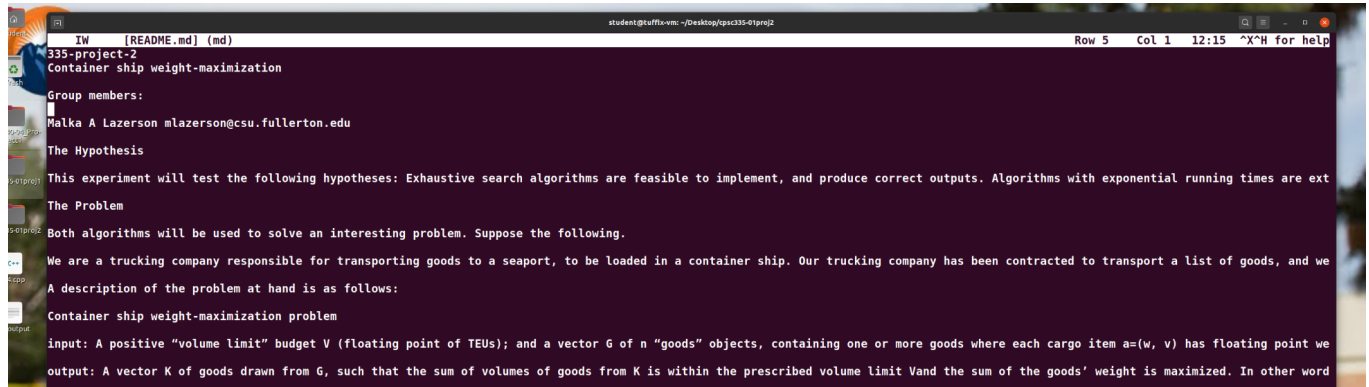 student@tuffix-vm: ~/Desktop/cpsc335-01proj2
IW [README.md] (md) Row 5 Col 1 12:15 ^X^H for help
335-project-2
Container ship weight-maximization
Group members:
Malka A Lazerson mlazerson@csu.fullerton.edu
The Hypothesis
This experiment will test the following hypotheses: Exhaustive search algorithms are feasible to implement, and produce correct outputs. Algorithms with exponential running times are ext
The Problem
Both algorithms will be used to solve an interesting problem. Suppose the following.
We are a trucking company responsible for transporting goods to a seaport, to be loaded in a container ship. Our trucking company has been contracted to transport a list of goods, and we
A description of the problem at hand is as follows:
Container ship weight-maximization problem
input: A positive “volume limit” budget V (floating point of TEUs); and a vector G of n “goods” objects, containing one or more goods where each cargo item a=(w, v) has floating point we
output: A vector K of goods drawn from G, such that the sum of volumes of goods from K is within the prescribed volume limit Vand the sum of the goods’ weight is maximized. In other word